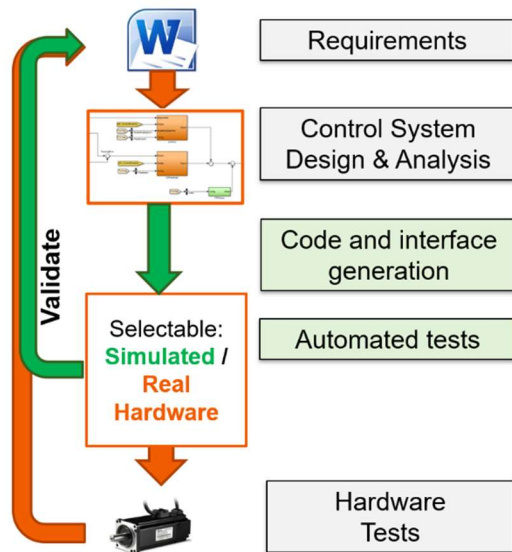 W
Requirements
Control System
Design & Analysis
Code and interface
generation
Validate
Selectable:
Simulated /
Real
Hardware
Automated tests
Hardware
Tests